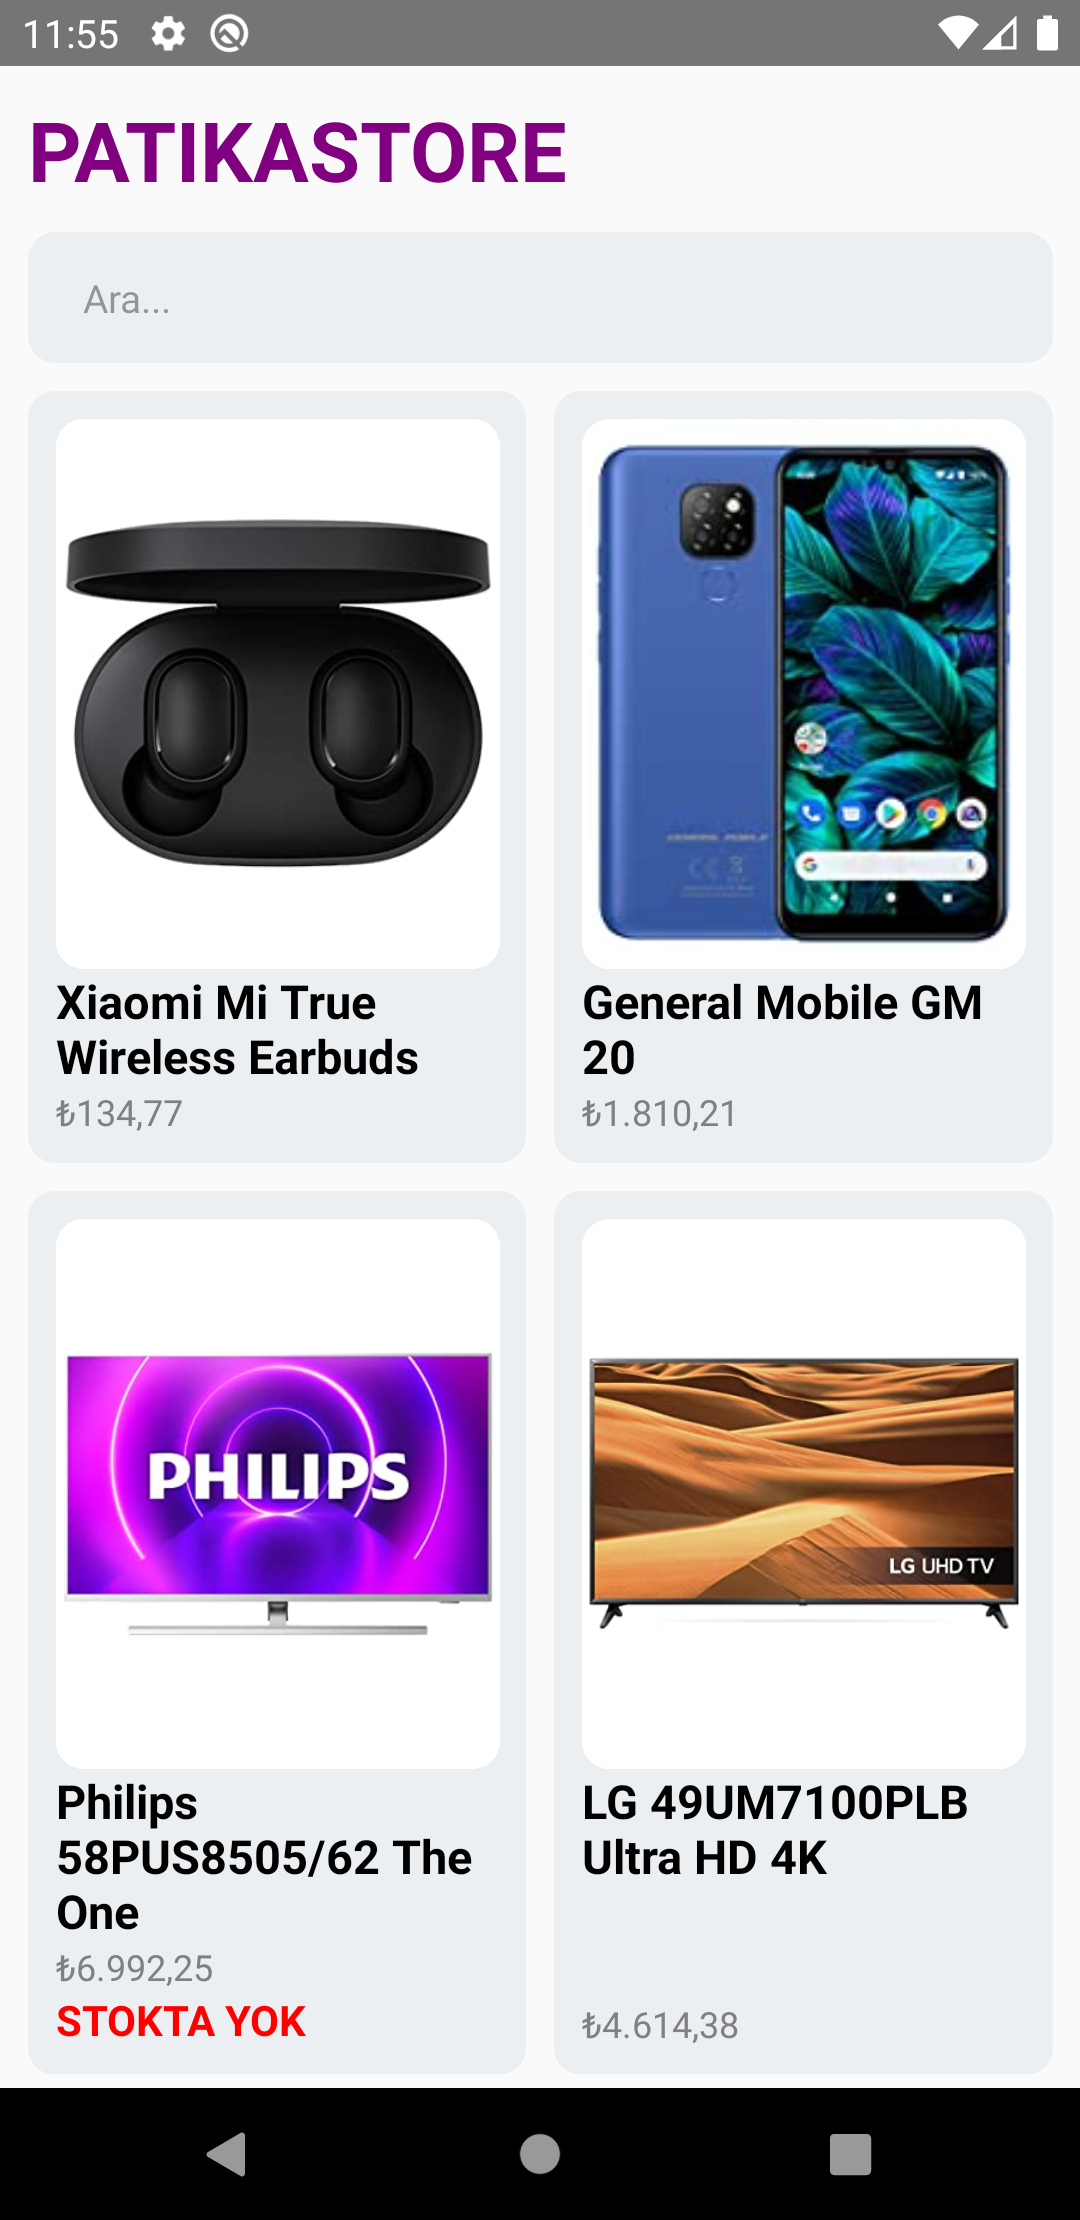 11:55
PATIKASTORE
Ara...
Xiaomi Mi True
Wireless Earbuds
₺134,77
General Mobile GM
20
₺1.810,21
PHILIPS
LG UHD TV
Philips
58PUS8505/62 The
One
₺6.992,25
STOKTA YOK
LG 49UM7100PLB
Ultra HD 4K
₺4.614,38